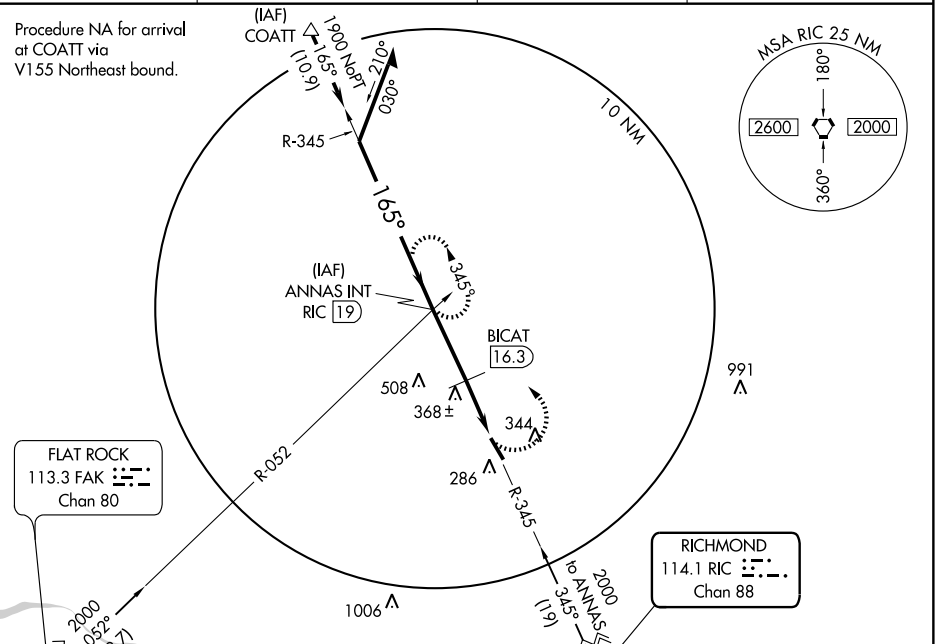 Procedure NA for arrival
at COATT via
V155 Northeast bound.
(IAF)
COATT
1900 NoPT
165°
(10.9)
210°
030°
R-345
10 NM
MSA RIC 25 NM
180°
2600
2000
360°
165°
(IAF)
ANNAS INT
RIC 19
345°
BICAT
16.3
508
368±
344
286
991
R-052
FLAT ROCK
113.3 FAK
Chan 80
R-345
RICHMOND
114.1 RIC
Chan 88
2000
to ANNAS
345°
(19)
1006
2000
052°